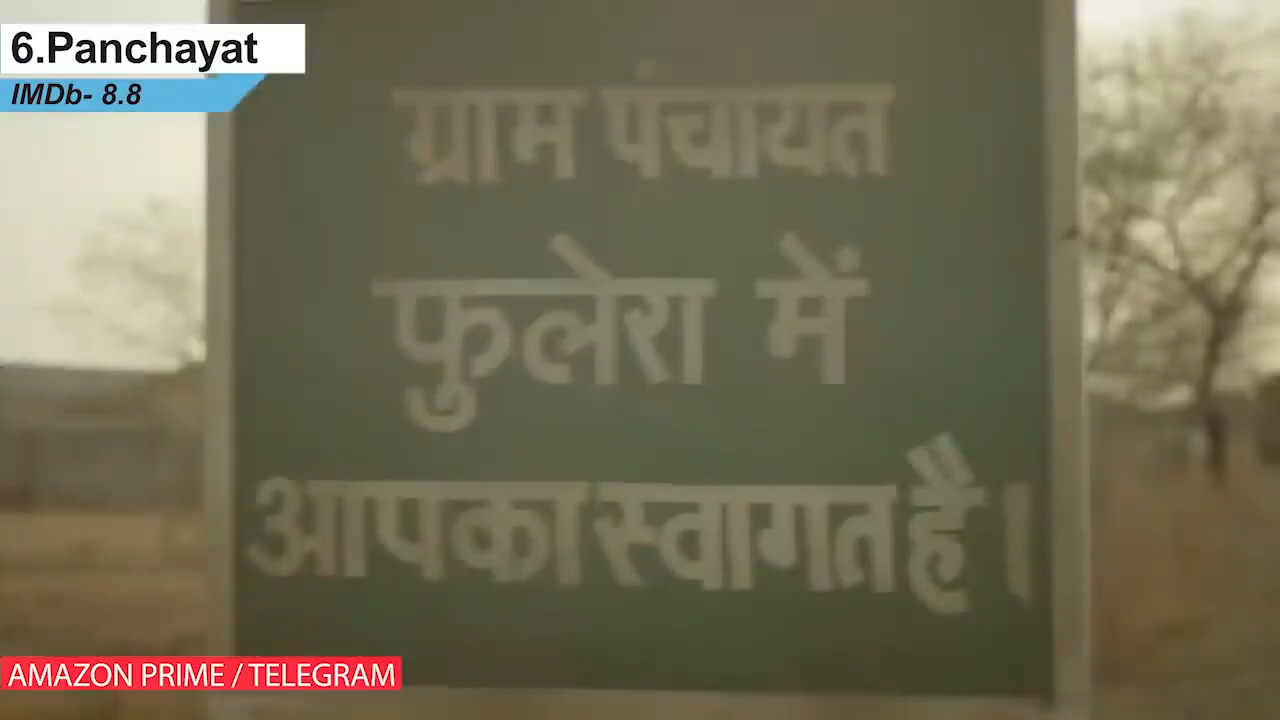 6.Panchayat
IMDb- 8.8
ग्राम पंचायत
फुलेरा में
आपका स्वागत है।
AMAZON PRIME / TELEGRAM